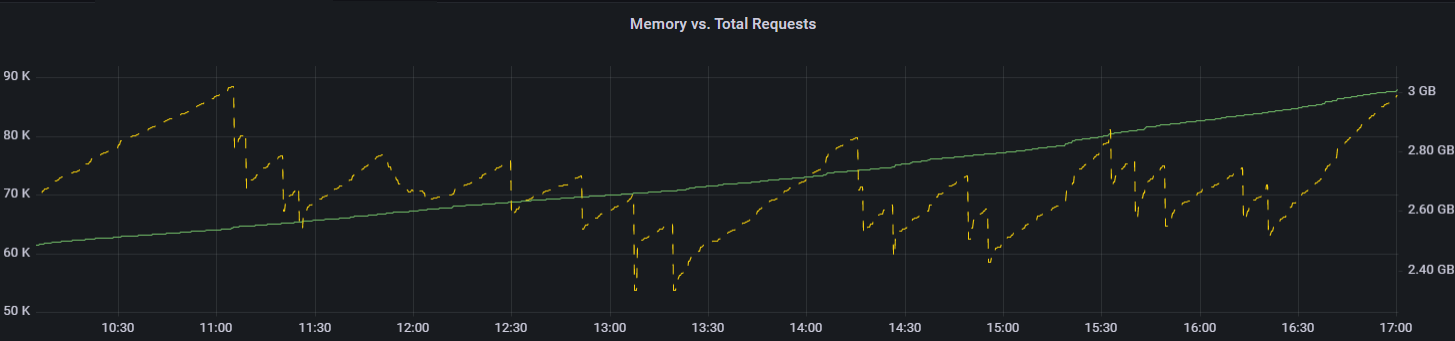 Memory vs. Total Requests
90 K
3 GB
80 K
2.80 GB
70 K
2.60 GB
60 K
2.40 GB
50 K
10:30 11:00 11:30 12:00 12:30 13:00 13:30 14:00 14:30 15:00 15:30 16:00 16:30 17:00